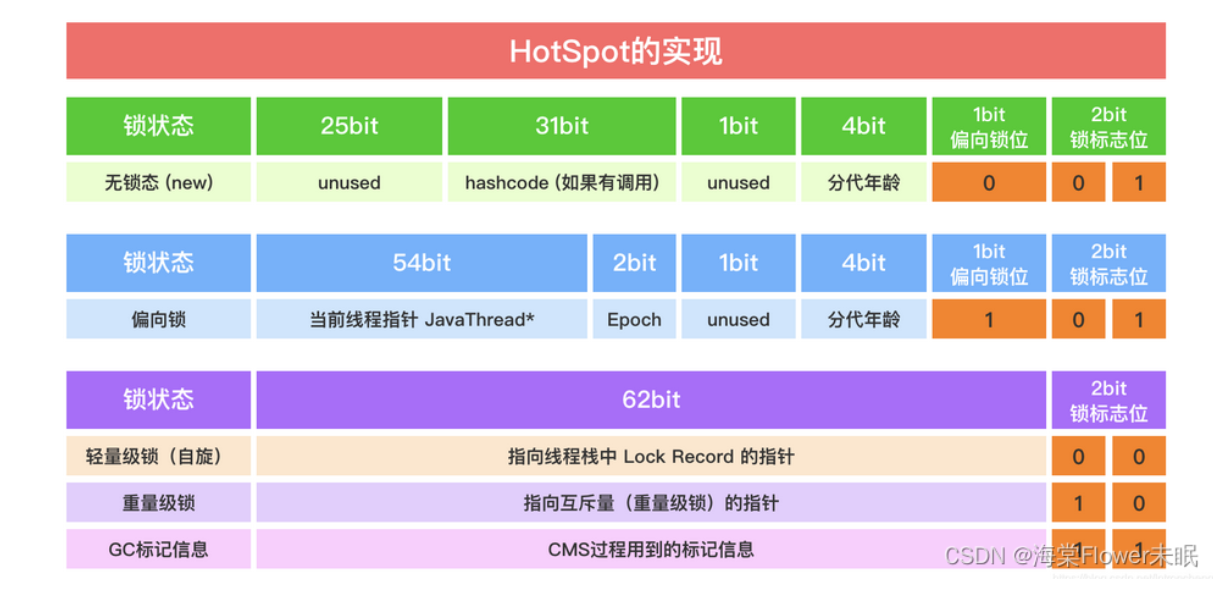 HotSpot的实现
锁状态 25bit 31bit 1bit 4bit 1bit 偏向锁位 2bit 锁标志位
无锁态 (new) unused hashcode (如果有调用) unused 分代年龄 0 0 1
锁状态 54bit 2bit 1bit 4bit 1bit 偏向锁位 2bit 锁标志位
偏向锁 当前线程指针 JavaThread* Epoch unused 分代年龄 1 0 1
锁状态 62bit 2bit 锁标志位
轻量级锁（自旋） 指向线程栈中 Lock Record 的指针 0 0
重量级锁 指向互斥量（重量级锁）的指针 1 0
GC标记信息 CMS过程用到的标记信息 1 1
CSDN @海棠Flower未眠